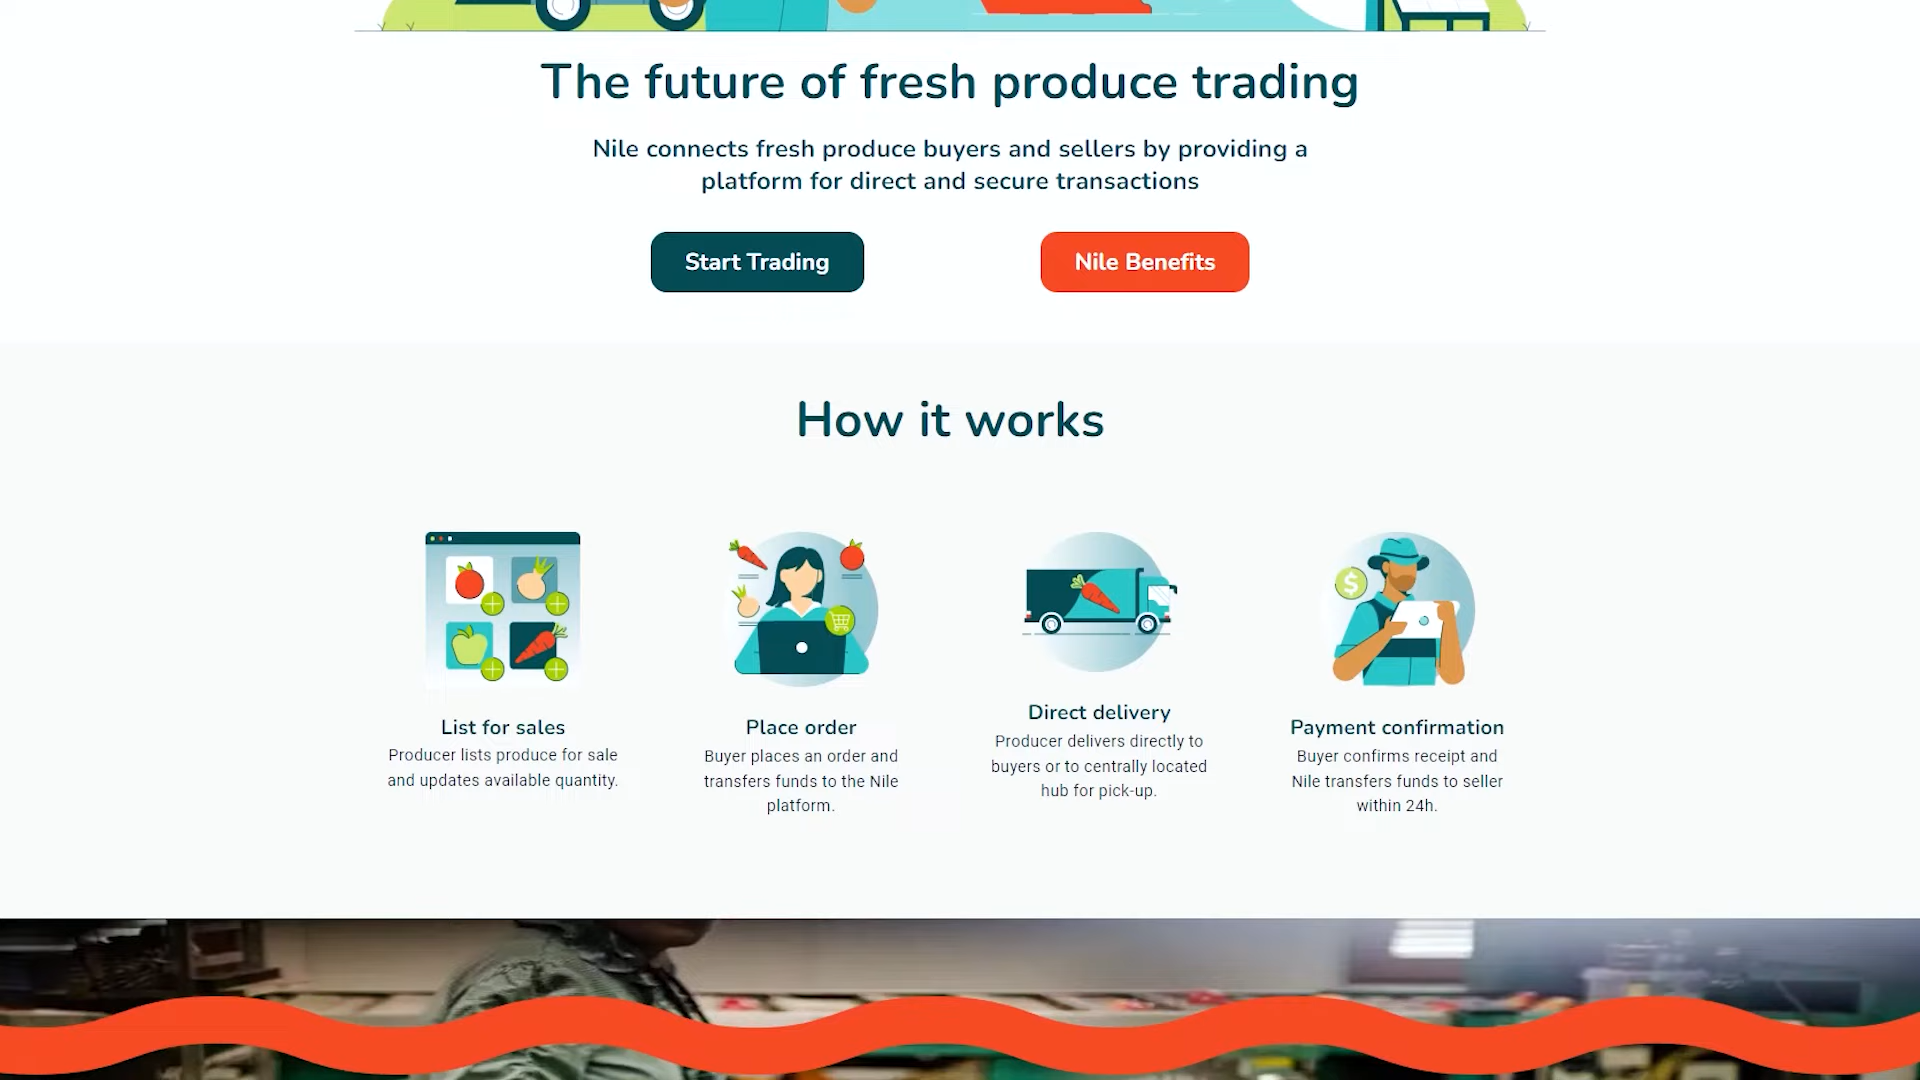 The future of fresh produce trading
Nile connects fresh produce buyers and sellers by providing a
platform for direct and secure transactions
Start Trading
Nile Benefits
How it works
List for sales
Producer lists produce for sale
and updates available quantity.
Place order
Buyer places an order and
transfers funds to the Nile
platform.
Direct delivery
Producer delivers directly to
buyers or to centrally located
hub for pick-up.
$
Payment confirmation
Buyer confirms receipt and
Nile transfers funds to seller
within 24h.